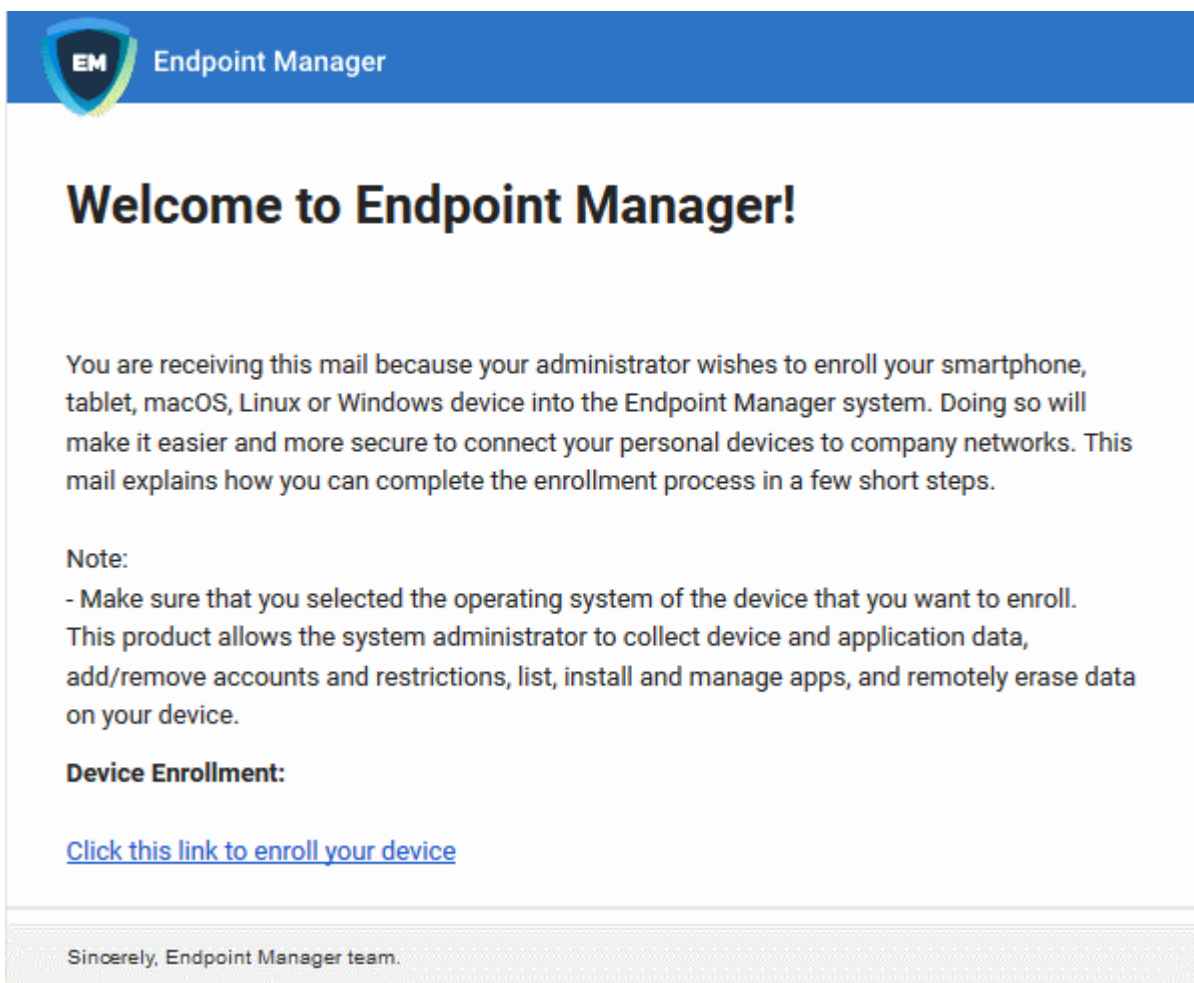 EM
Endpoint Manager
Welcome to Endpoint Manager!
You are receiving this mail because your administrator wishes to enroll your smartphone,
tablet, macOS, Linux or Windows device into the Endpoint Manager system. Doing so will
make it easier and more secure to connect your personal devices to company networks. This
mail explains how you can complete the enrollment process in a few short steps.
Note:
- Make sure that you selected the operating system of the device that you want to enroll.
This product allows the system administrator to collect device and application data,
add/remove accounts and restrictions, list, install and manage apps, and remotely erase data
on your device.
Device Enrollment:
Click this link to enroll your device
Sincerely, Endpoint Manager team.